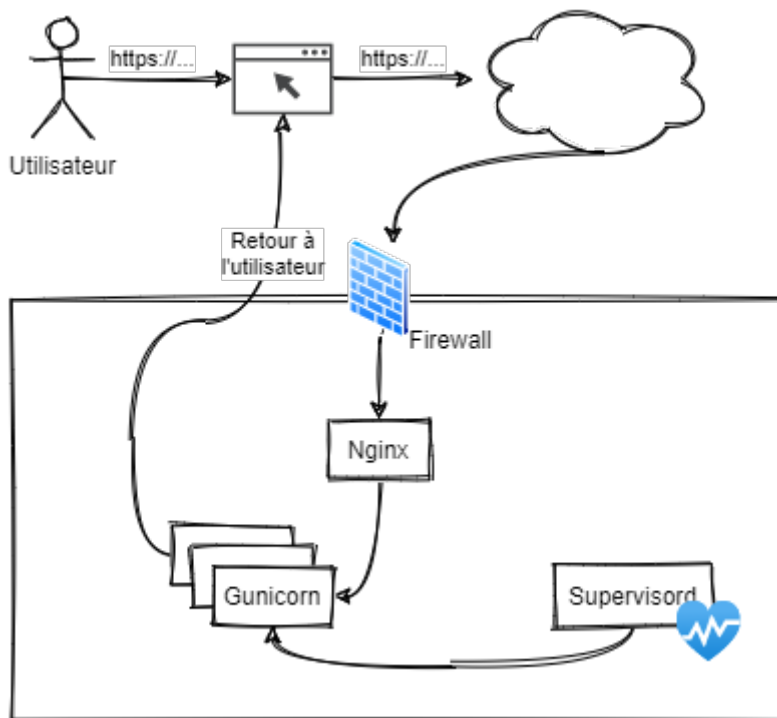 https://...
https://...
Utilisateur
Retour à
l'utilisateur
Firewall
Nginx
Gunicorn
Supervisord